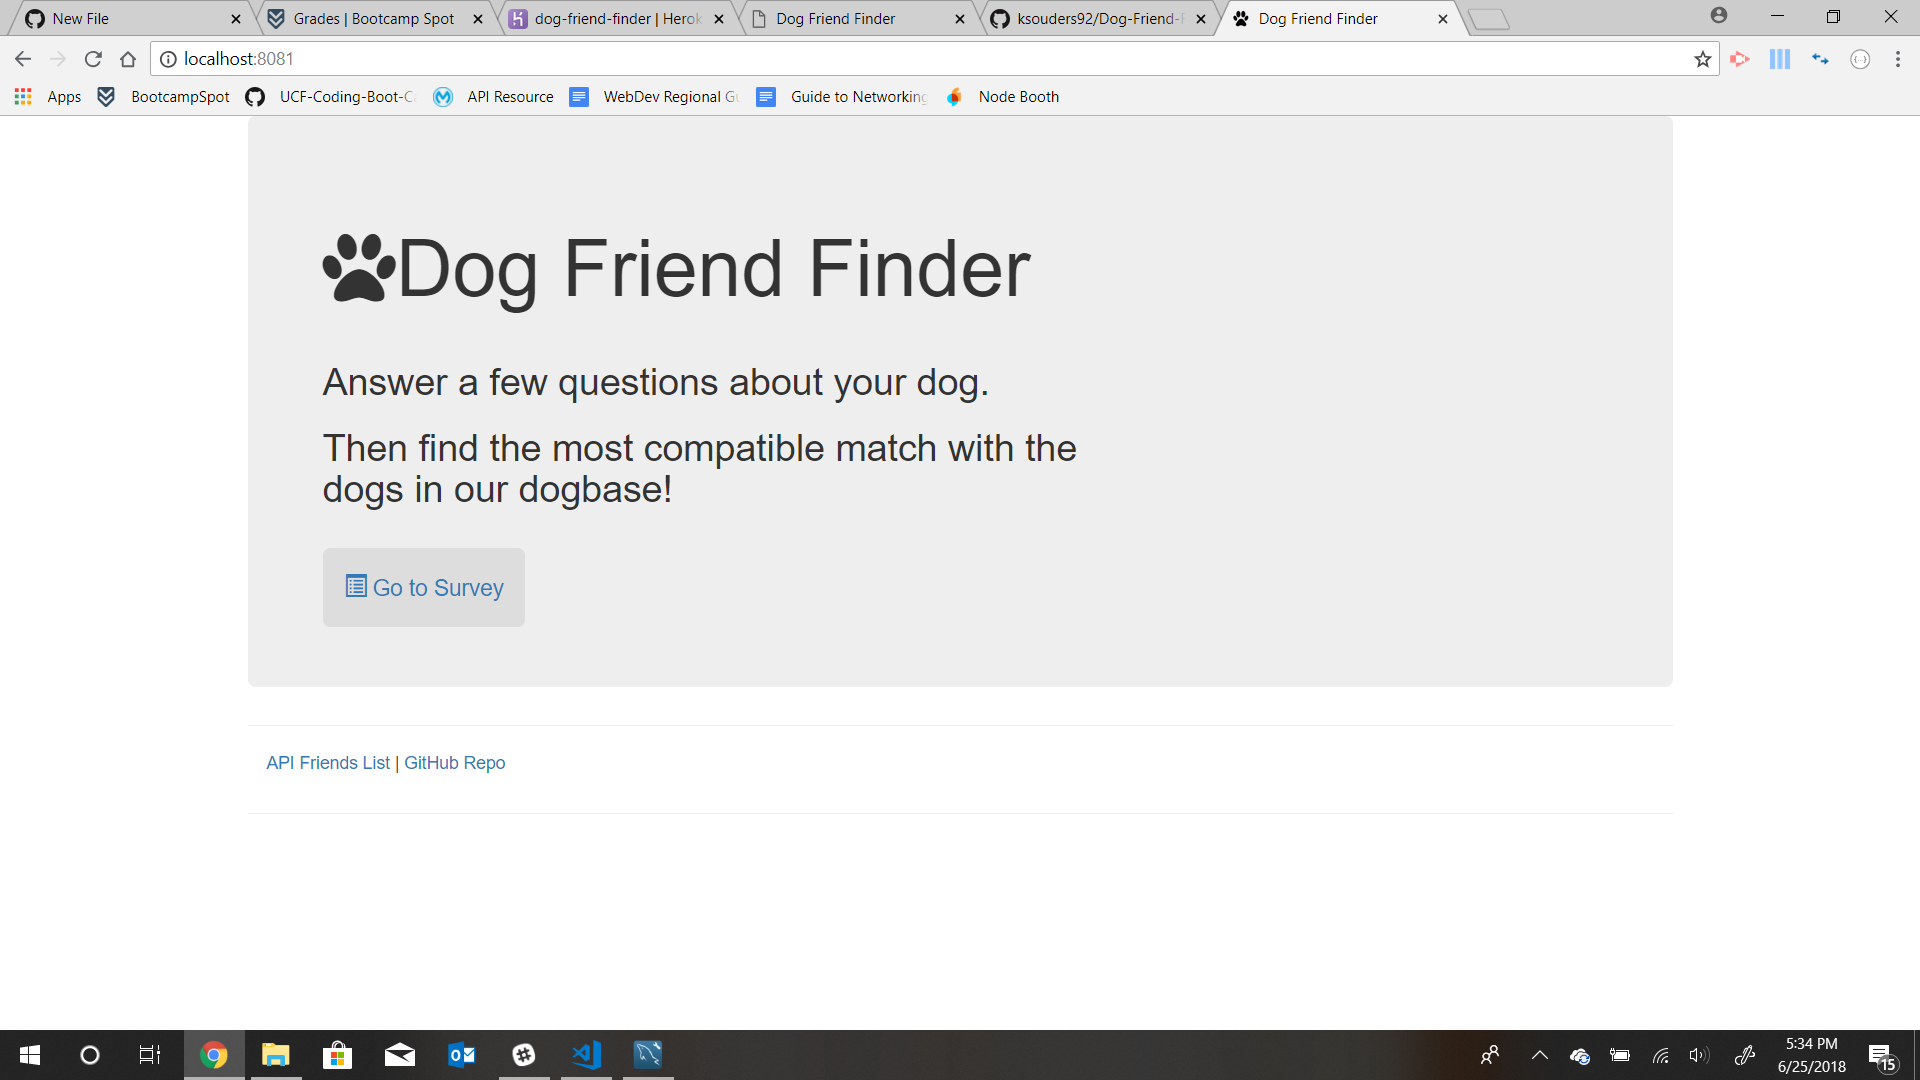 New File
Grades | Bootcamp Spot
dog-friend-finder | Herok
Dog Friend Finder
ksouders92/Dog-Friend-F
Dog Friend Finder
localhost:8081
Apps
BootcampSpot
UCF-Coding-Boot-C
API Resource
WebDev Regional Gu
Guide to Networking
Node Booth
Dog Friend Finder
Answer a few questions about your dog.
Then find the most compatible match with the
dogs in our dogbase!
Go to Survey
API Friends List | GitHub Repo
5:34 PM
6/25/2018
15